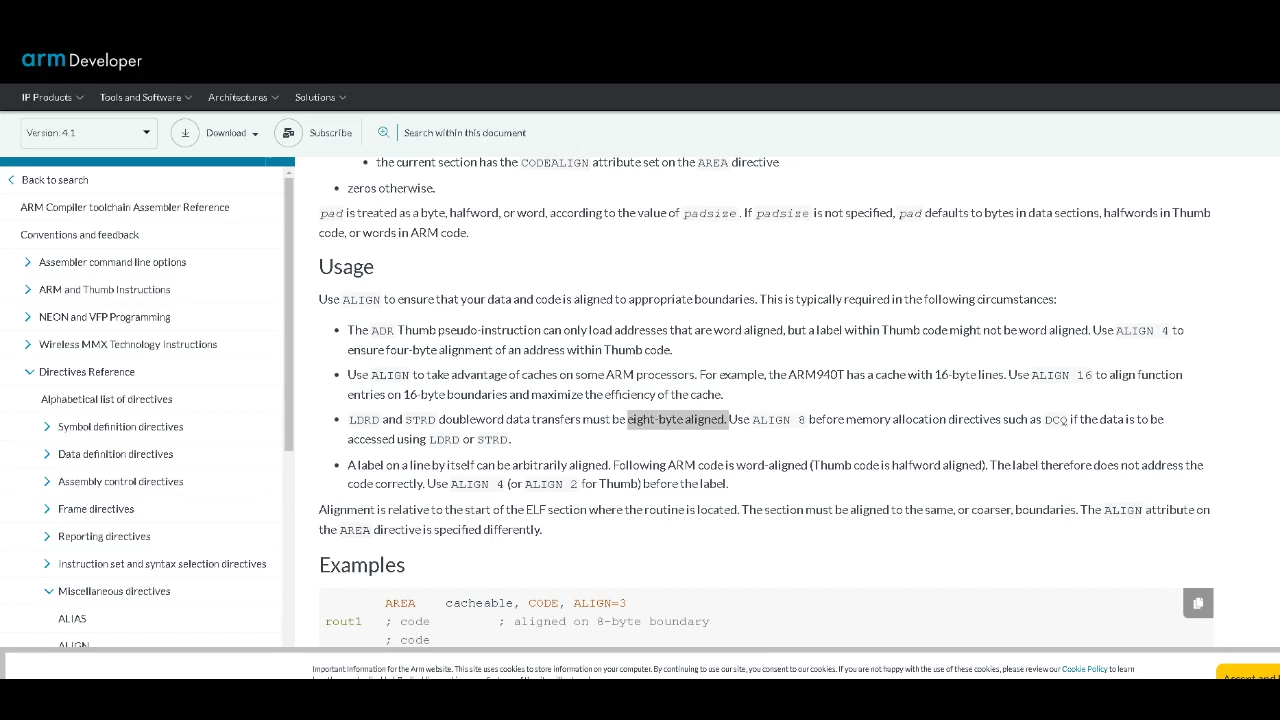 arm Developer
IP Products Tools and Software Architectures Solutions
Version: 4.1 Download Subscribe Search within this document
Back to search
ARM Compiler toolchain Assembler Reference
Conventions and feedback
Assembler command line options
ARM and Thumb Instructions
NEON and VFP Programming
Wireless MMX Technology Instructions
Directives Reference
Alphabetical list of directives
Symbol definition directives
Data definition directives
Assembly control directives
Frame directives
Reporting directives
Instruction set and syntax selection directives
Miscellaneous directives
ALIAS
ALIGN
• the current section has the CODEALIGN attribute set on the AREA directive
• zeros otherwise.
pad is treated as a byte, halfword, or word, according to the value of padsize. If padsize is not specified, pad defaults to bytes in data sections, halfwords in Thumb
code, or words in ARM code.
Usage
Use ALIGN to ensure that your data and code is aligned to appropriate boundaries. This is typically required in the following circumstances:
• The ADR Thumb pseudo-instruction can only load addresses that are word aligned, but a label within Thumb code might not be word aligned. Use ALIGN 4 to
ensure four-byte alignment of an address within Thumb code.
• Use ALIGN to take advantage of caches on some ARM processors. For example, the ARM940T has a cache with 16-byte lines. Use ALIGN 16 to align function
entries on 16-byte boundaries and maximize the efficiency of the cache.
• LDRD and STRD doubleword data transfers must be eight-byte aligned. Use ALIGN 8 before memory allocation directives such as DCQ if the data is to be
accessed using LDRD or STRD.
• A label on a line by itself can be arbitrarily aligned. Following ARM code is word-aligned (Thumb code is halfword aligned). The label therefore does not address the
code correctly. Use ALIGN 4 (or ALIGN 2 for Thumb) before the label.
Alignment is relative to the start of the ELF section where the routine is located. The section must be aligned to the same, or coarser, boundaries. The ALIGN attribute on
the AREA directive is specified differently.
Examples
AREA cacheable, CODE, ALIGN=3
rout1 ; code ; aligned on 8-byte boundary
; code
Important Information for the Arm website. This site uses cookies to store information on your computer. By continuing to use our site, you consent to our cookies. If you are not happy with the use of these cookies, please review our Cookie Policy to learn